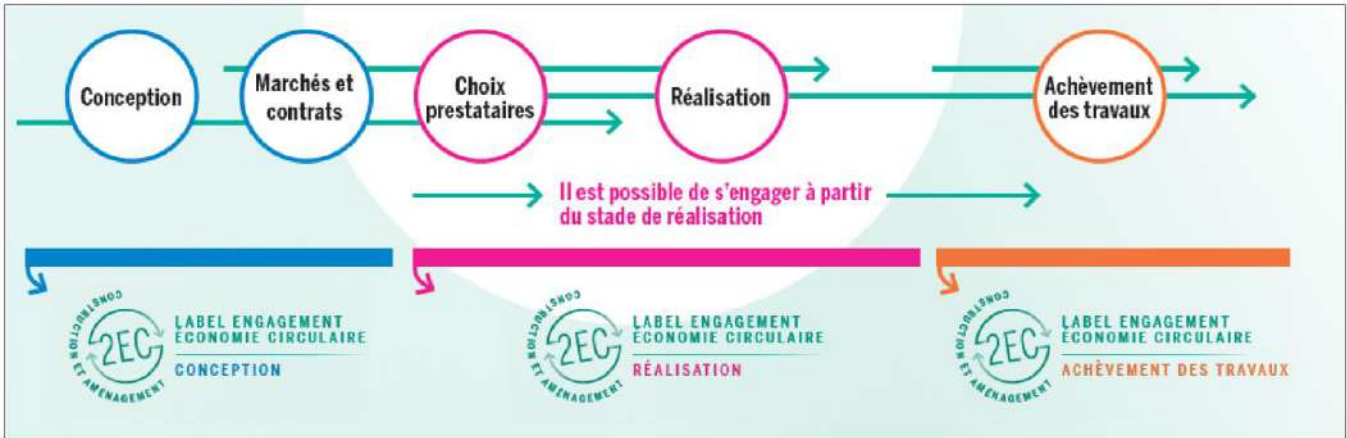 Conception
Marchés et
contrats
Choix
prestataires
Réalisation
Achèvement
des travaux
Il est possible de s'engager à partir
du stade de réalisation
CONSTRUCTION ET AMÉNAGEMENT
2EC
LABEL ENGAGEMENT
ÉCONOMIE CIRCULAIRE
CONCEPTION
CONSTRUCTION ET AMÉNAGEMENT
2EC
LABEL ENGAGEMENT
ÉCONOMIE CIRCULAIRE
RÉALISATION
CONSTRUCTION ET AMÉNAGEMENT
2EC
LABEL ENGAGEMENT
ÉCONOMIE CIRCULAIRE
ACHÈVEMENT DES TRAVAUX